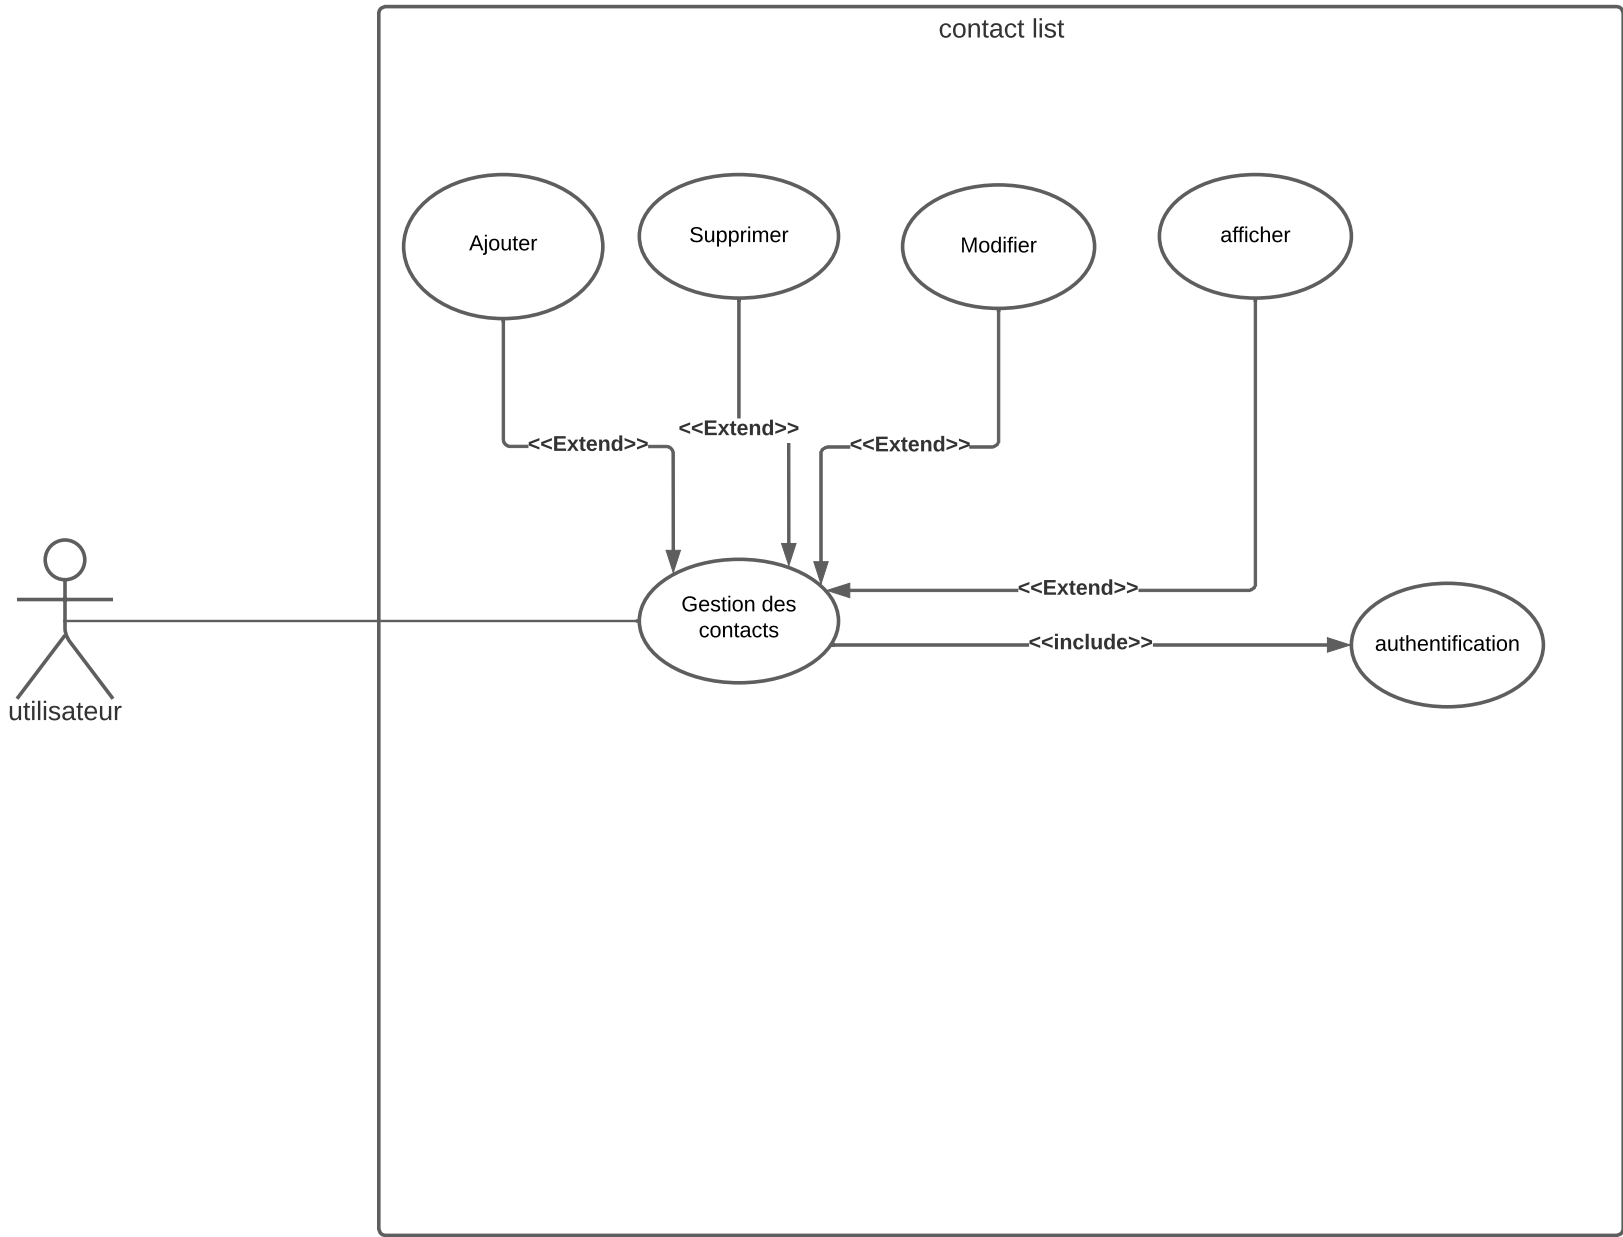 contact list
Ajouter
Supprimer
Modifier
afficher
<<Extend>>
<<Extend>>
<<Extend>>
<<Extend>>
Gestion des
contacts
<<include>>
authentification
utilisateur